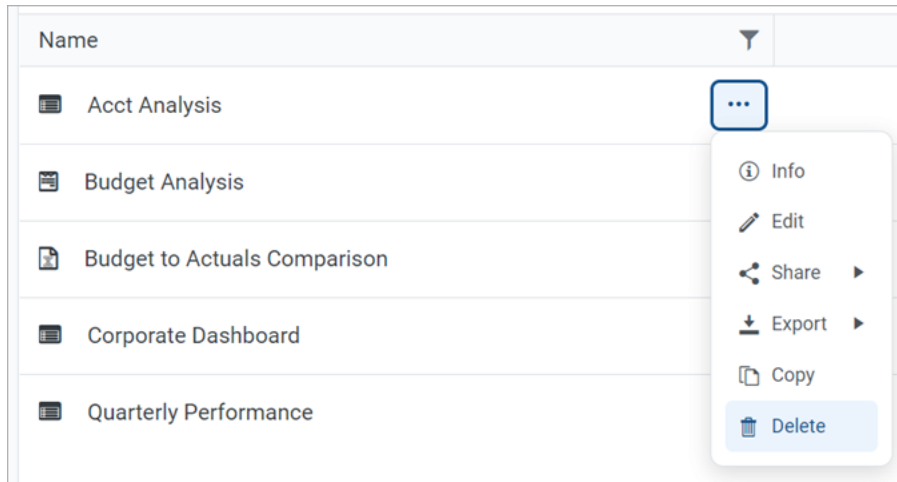 Name
Acct Analysis
Budget Analysis
Budget to Actuals Comparison
Corporate Dashboard
Quarterly Performance
Info
Edit
Share
Export
Copy
Delete